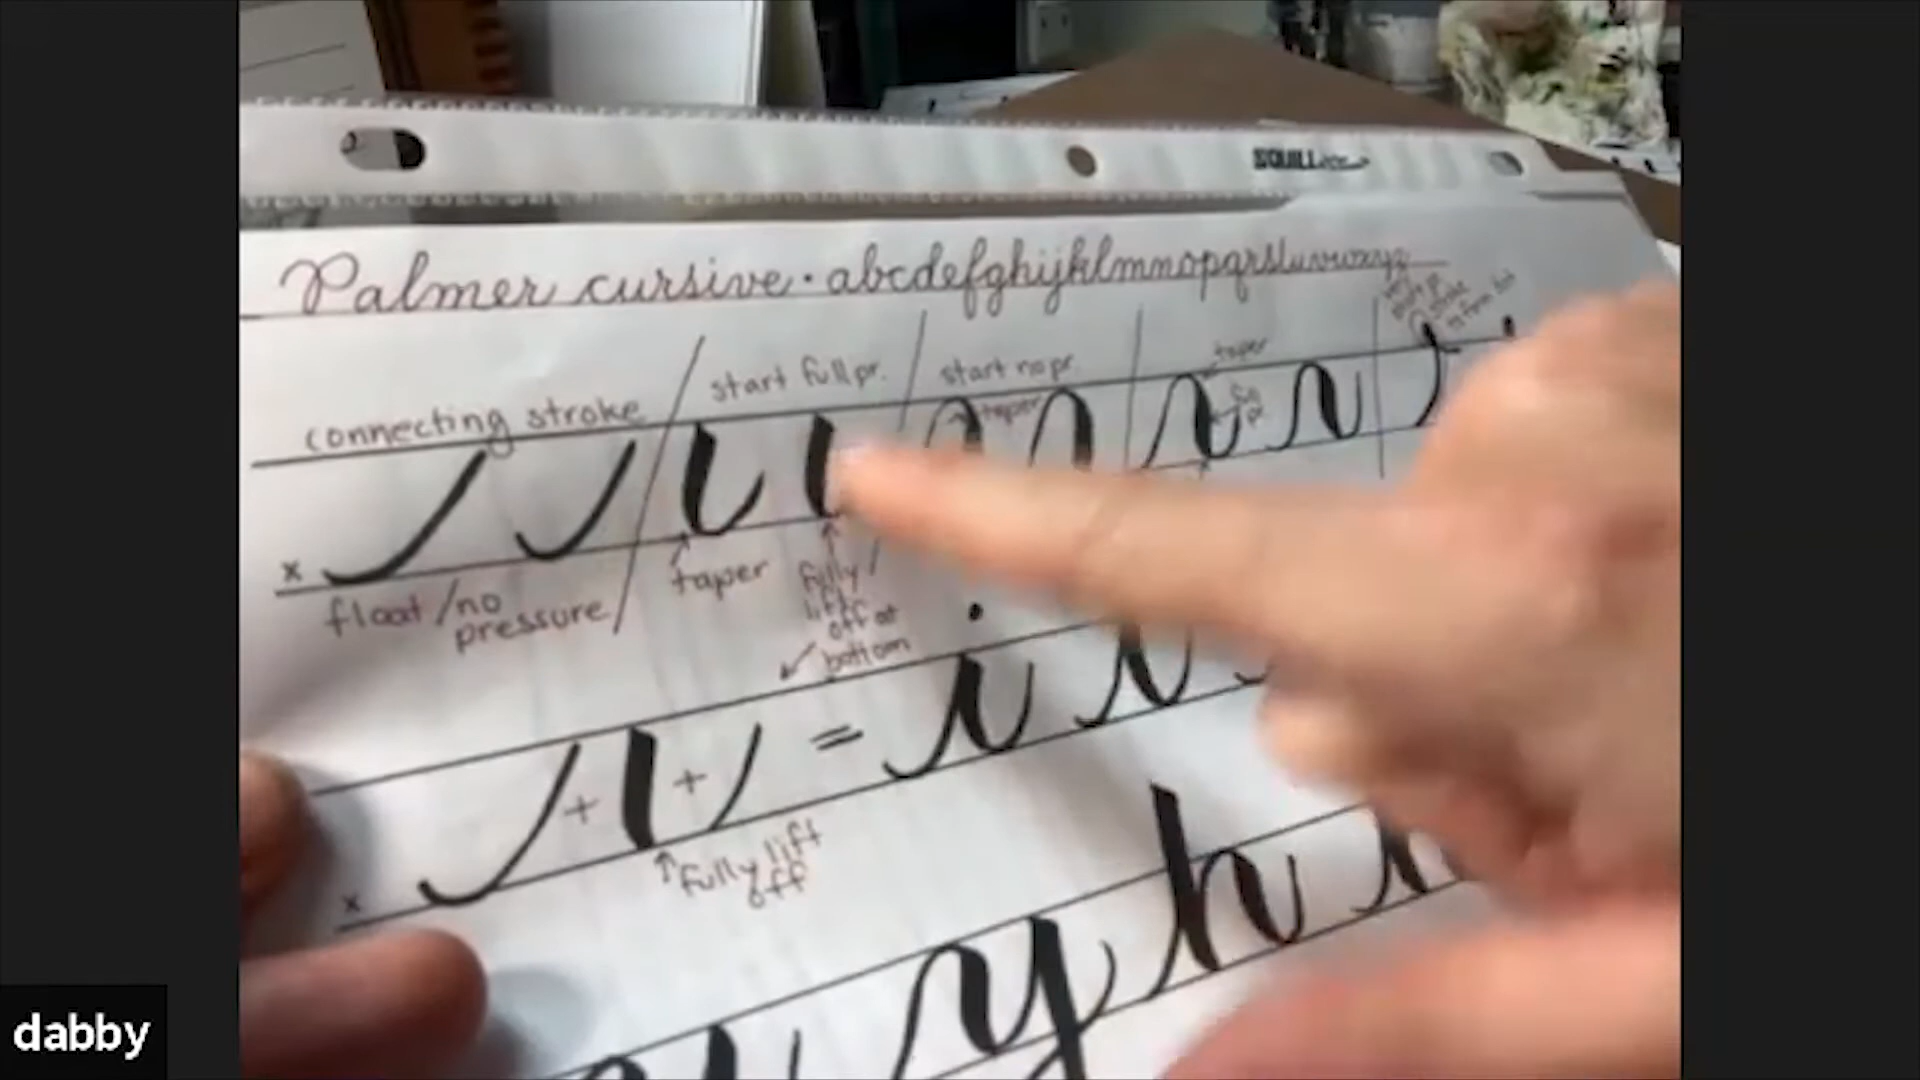 Palmer cursive · abcdefghijklmnopqrstuvwxyz
connecting stroke
start full pr.
start no pr.
taper
taper
x
float/no pressure
taper
fully lift off at bottom
x
+ + = i
fully lift off
y h
dabby